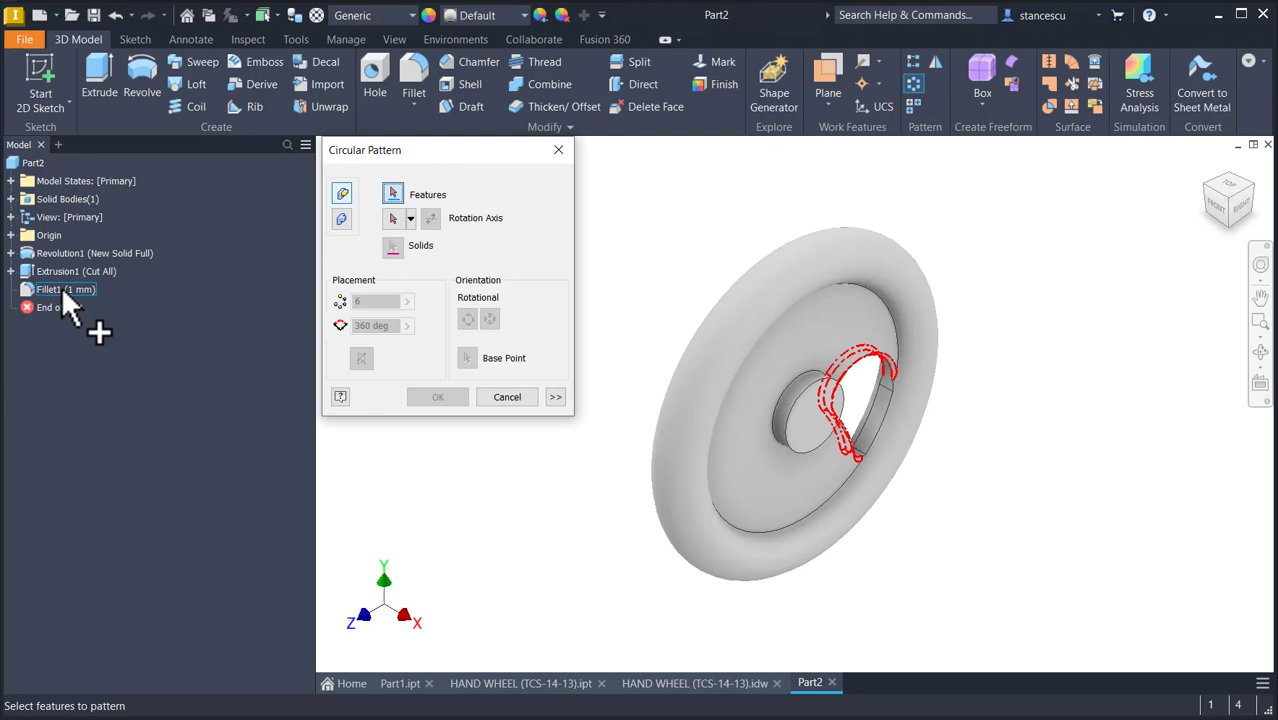 Generic
Default
Part2
Search Help & Commands...
stancescu
File
3D Model
Sketch
Annotate
Inspect
Tools
Manage
View
Environments
Collaborate
Fusion 360
Start
2D Sketch
Extrude
Revolve
Sweep
Loft
Coil
Emboss
Derive
Rib
Decal
Import
Unwrap
Hole
Fillet
Chamfer
Shell
Draft
Thread
Combine
Thicken/ Offset
Split
Direct
Delete Face
Mark
Finish
Shape
Generator
Plane
UCS
Box
Stress
Analysis
Convert to
Sheet Metal
Sketch
Create
Modify
Explore
Work Features
Pattern
Create Freeform
Surface
Simulation
Convert
Model
Part2
Model States: [Primary]
Solid Bodies(1)
View: [Primary]
Origin
Revolution1 (New Solid Full)
Extrusion1 (Cut All)
Fillet1 (1 mm)
End o
Circular Pattern
Features
Rotation Axis
Solids
Placement
6
360 deg
Orientation
Rotational
Base Point
OK
Cancel
>>
TOP
FRONT
RIGHT
Y
Z
X
Home
Part1.ipt
HAND WHEEL (TCS-14-13).ipt
HAND WHEEL (TCS-14-13).idw
Part2
Select features to pattern
1
4